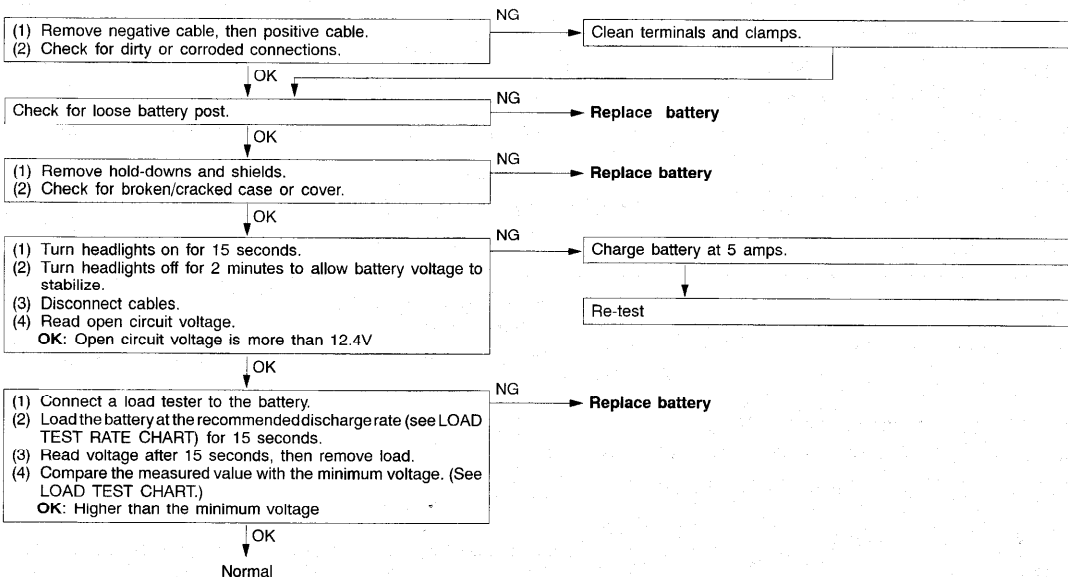 NG
(1) Remove negative cable, then positive cable.
(2) Check for dirty or corroded connections.
Clean terminals and clamps.
OK
Check for loose battery post.
NG
Replace battery
OK
(1) Remove hold-downs and shields.
(2) Check for broken/cracked case or cover.
NG
Replace battery
OK
(1) Turn headlights on for 15 seconds.
(2) Turn headlights off for 2 minutes to allow battery voltage to
stabilize.
(3) Disconnect cables.
(4) Read open circuit voltage.
OK: Open circuit voltage is more than 12.4V
NG
Charge battery at 5 amps.
Re-test
OK
(1) Connect a load tester to the battery.
(2) Load the battery at the recommended discharge rate (see LOAD
TEST RATE CHART) for 15 seconds.
(3) Read voltage after 15 seconds, then remove load.
(4) Compare the measured value with the minimum voltage. (See
LOAD TEST CHART.)
OK: Higher than the minimum voltage
NG
Replace battery
OK
Normal